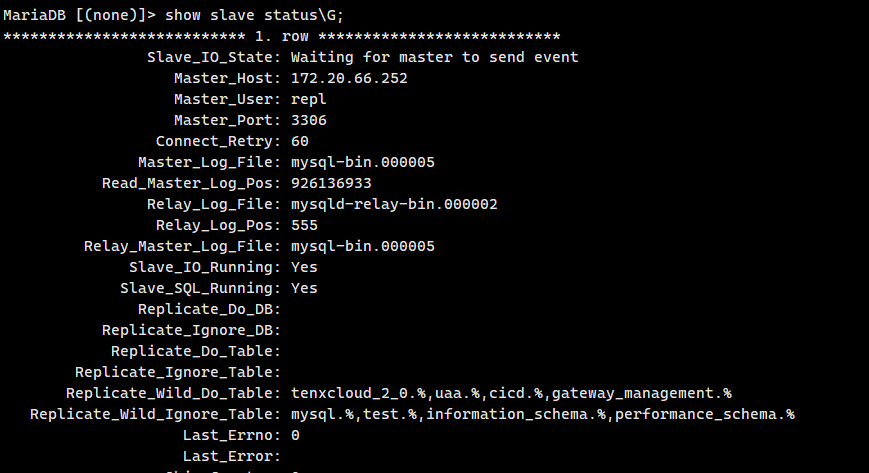 MariaDB [(none)]> show slave status\G;
*************************** 1. row ***************************
Slave_IO_State: Waiting for master to send event
Master_Host: 172.20.66.252
Master_User: repl
Master_Port: 3306
Connect_Retry: 60
Master_Log_File: mysql-bin.000005
Read_Master_Log_Pos: 926136933
Relay_Log_File: mysqld-relay-bin.000002
Relay_Log_Pos: 555
Relay_Master_Log_File: mysql-bin.000005
Slave_IO_Running: Yes
Slave_SQL_Running: Yes
Replicate_Do_DB:
Replicate_Ignore_DB:
Replicate_Do_Table:
Replicate_Ignore_Table:
Replicate_Wild_Do_Table: tenxcloud_2_0.%,uaa.%,cicd.%,gateway_management.%
Replicate_Wild_Ignore_Table: mysql.%,test.%,information_schema.%,performance_schema.%
Last_Errno: 0
Last_Error: